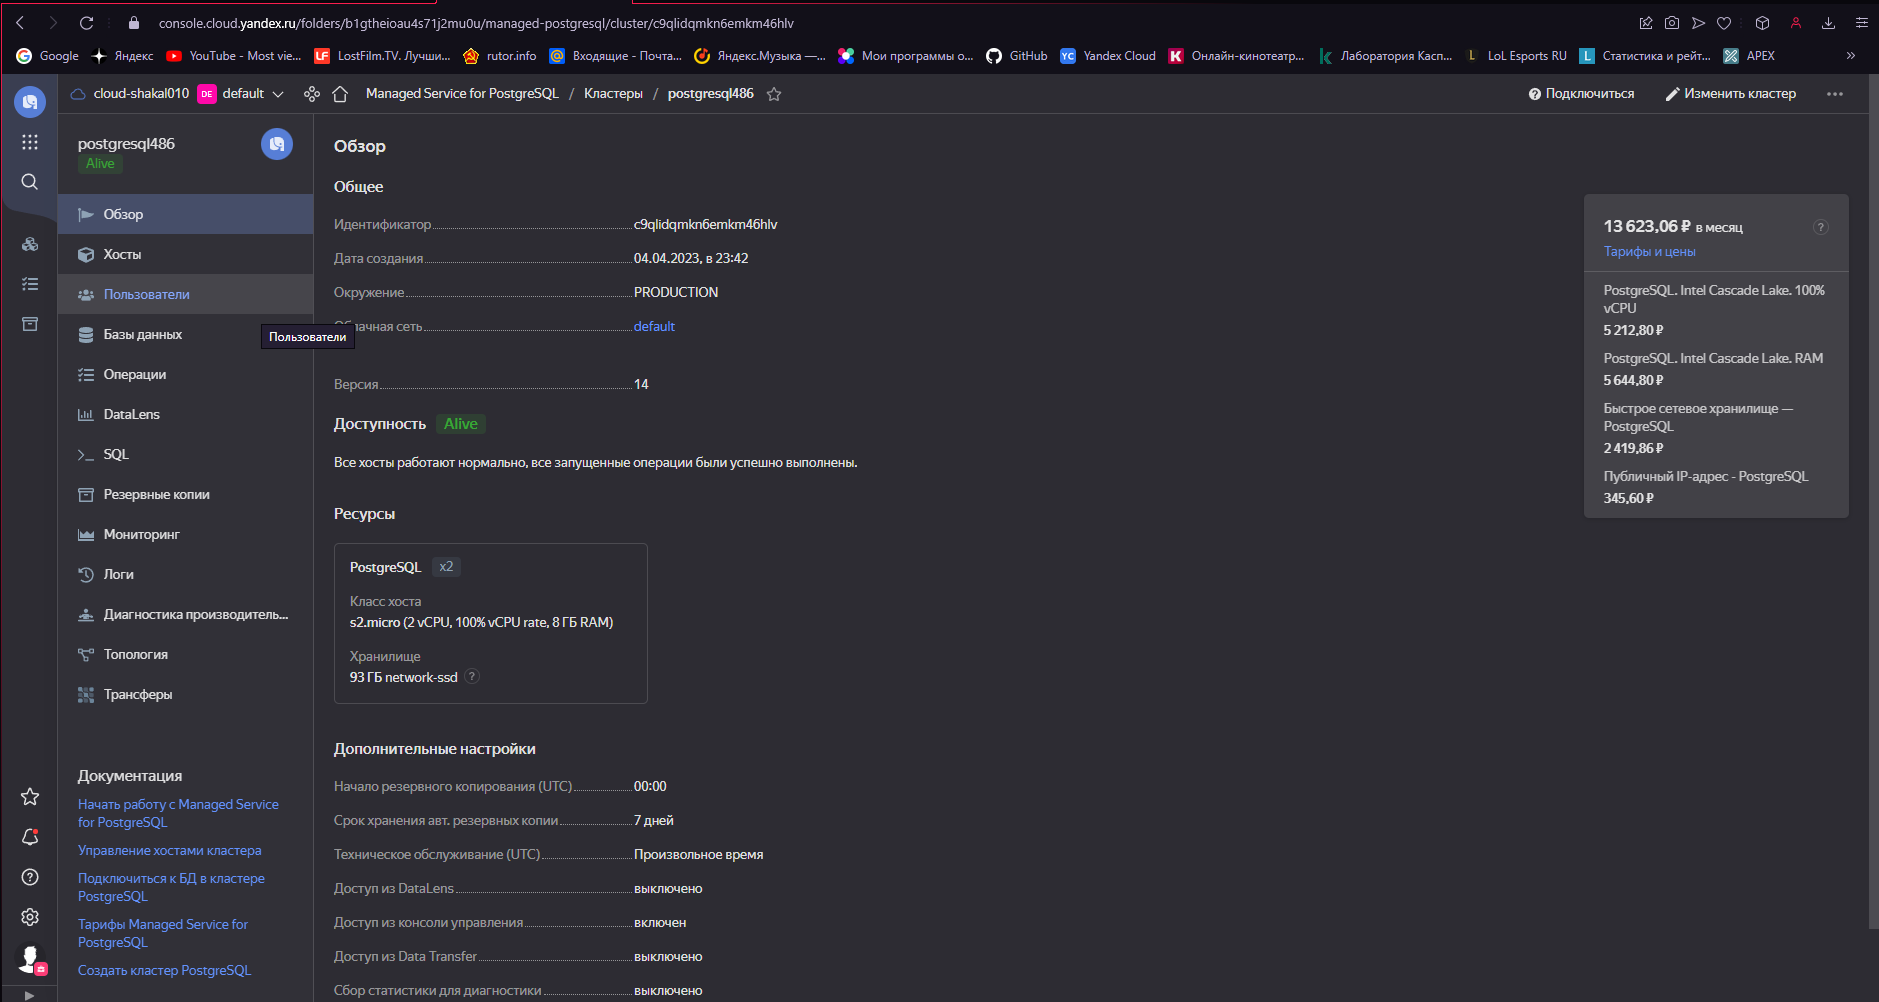 console.cloud.yandex.ru/folders/b1gtheioau4s71j2mu0u/managed-postgresql/cluster/c9qlidqmkn6emkm46hlv
Google
Яндекс
YouTube - Most vie...
LostFilm.TV. Лучши...
rutor.info
Входящие - Почта...
Яндекс.Музыка —...
Мои программы о...
GitHub
Yandex Cloud
Онлайн-кинотеатр...
Лаборатория Касп...
LoL Esports RU
Статистика и рейт...
APEX
cloud-shakal010 DE default
Managed Service for PostgreSQL / Кластеры / postgresql486
Подключиться
Изменить кластер
postgresql486
Alive
Обзор
Хосты
Пользователи
Базы данных
Пользователи
Операции
DataLens
SQL
Резервные копии
Мониторинг
Логи
Диагностика производитель...
Топология
Трансферы
Документация
Начать работу с Managed Service
for PostgreSQL
Управление хостами кластера
Подключиться к БД в кластере
PostgreSQL
Тарифы Managed Service for
PostgreSQL
Создать кластер PostgreSQL
Обзор
Общее
Идентификатор c9qlidqmkn6emkm46hlv
Дата создания 04.04.2023, в 23:42
Окружение PRODUCTION
Облачная сеть default
Версия 14
Доступность Alive
Все хосты работают нормально, все запущенные операции были успешно выполнены.
Ресурсы
PostgreSQL x2
Класс хоста
s2.micro (2 vCPU, 100% vCPU rate, 8 ГБ RAM)
Хранилище
93 ГБ network-ssd ?
Дополнительные настройки
Начало резервного копирования (UTC) 00:00
Срок хранения авт. резервных копии 7 дней
Техническое обслуживание (UTC) Произвольное время
Доступ из DataLens выключено
Доступ из консоли управления включен
Доступ из Data Transfer выключено
Сбор статистики для диагностики выключено
13 623,06 ₽ в месяц ?
Тарифы и цены
PostgreSQL. Intel Cascade Lake. 100%
vCPU
5 212,80 ₽
PostgreSQL. Intel Cascade Lake. RAM
5 644,80 ₽
Быстрое сетевое хранилище —
PostgreSQL
2 419,86 ₽
Публичный IP-адрес - PostgreSQL
345,60 ₽